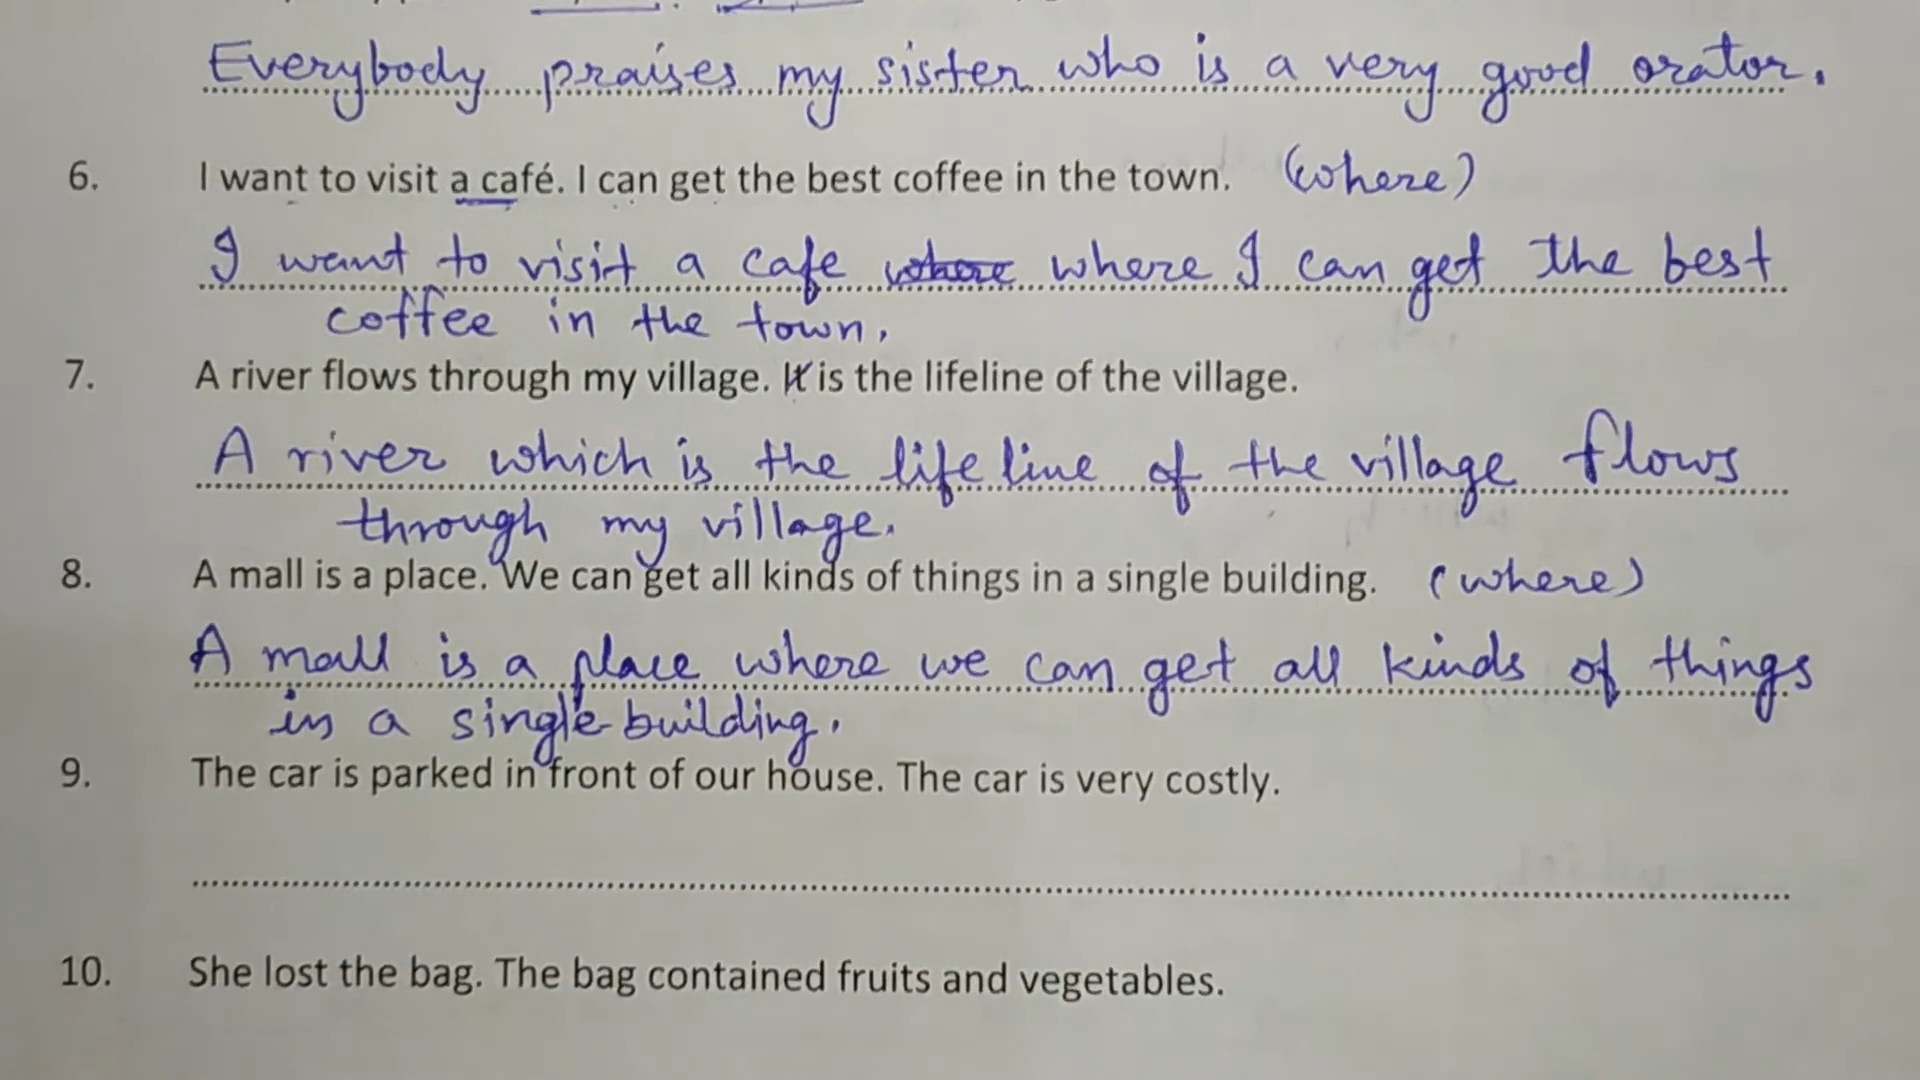 Everybody praises my sister who is a very good orator.
6. I want to visit a café. I can get the best coffee in the town. (where)
I want to visit a cafe where where I can get the best
coffee in the town.
7. A river flows through my village. It is the lifeline of the village.
A river which is the lifeline of the village flows
through my village.
8. A mall is a place. We can get all kinds of things in a single building. (where)
A mall is a place where we can get all kinds of things
in a single building.
9. The car is parked in front of our house. The car is very costly.
10. She lost the bag. The bag contained fruits and vegetables.